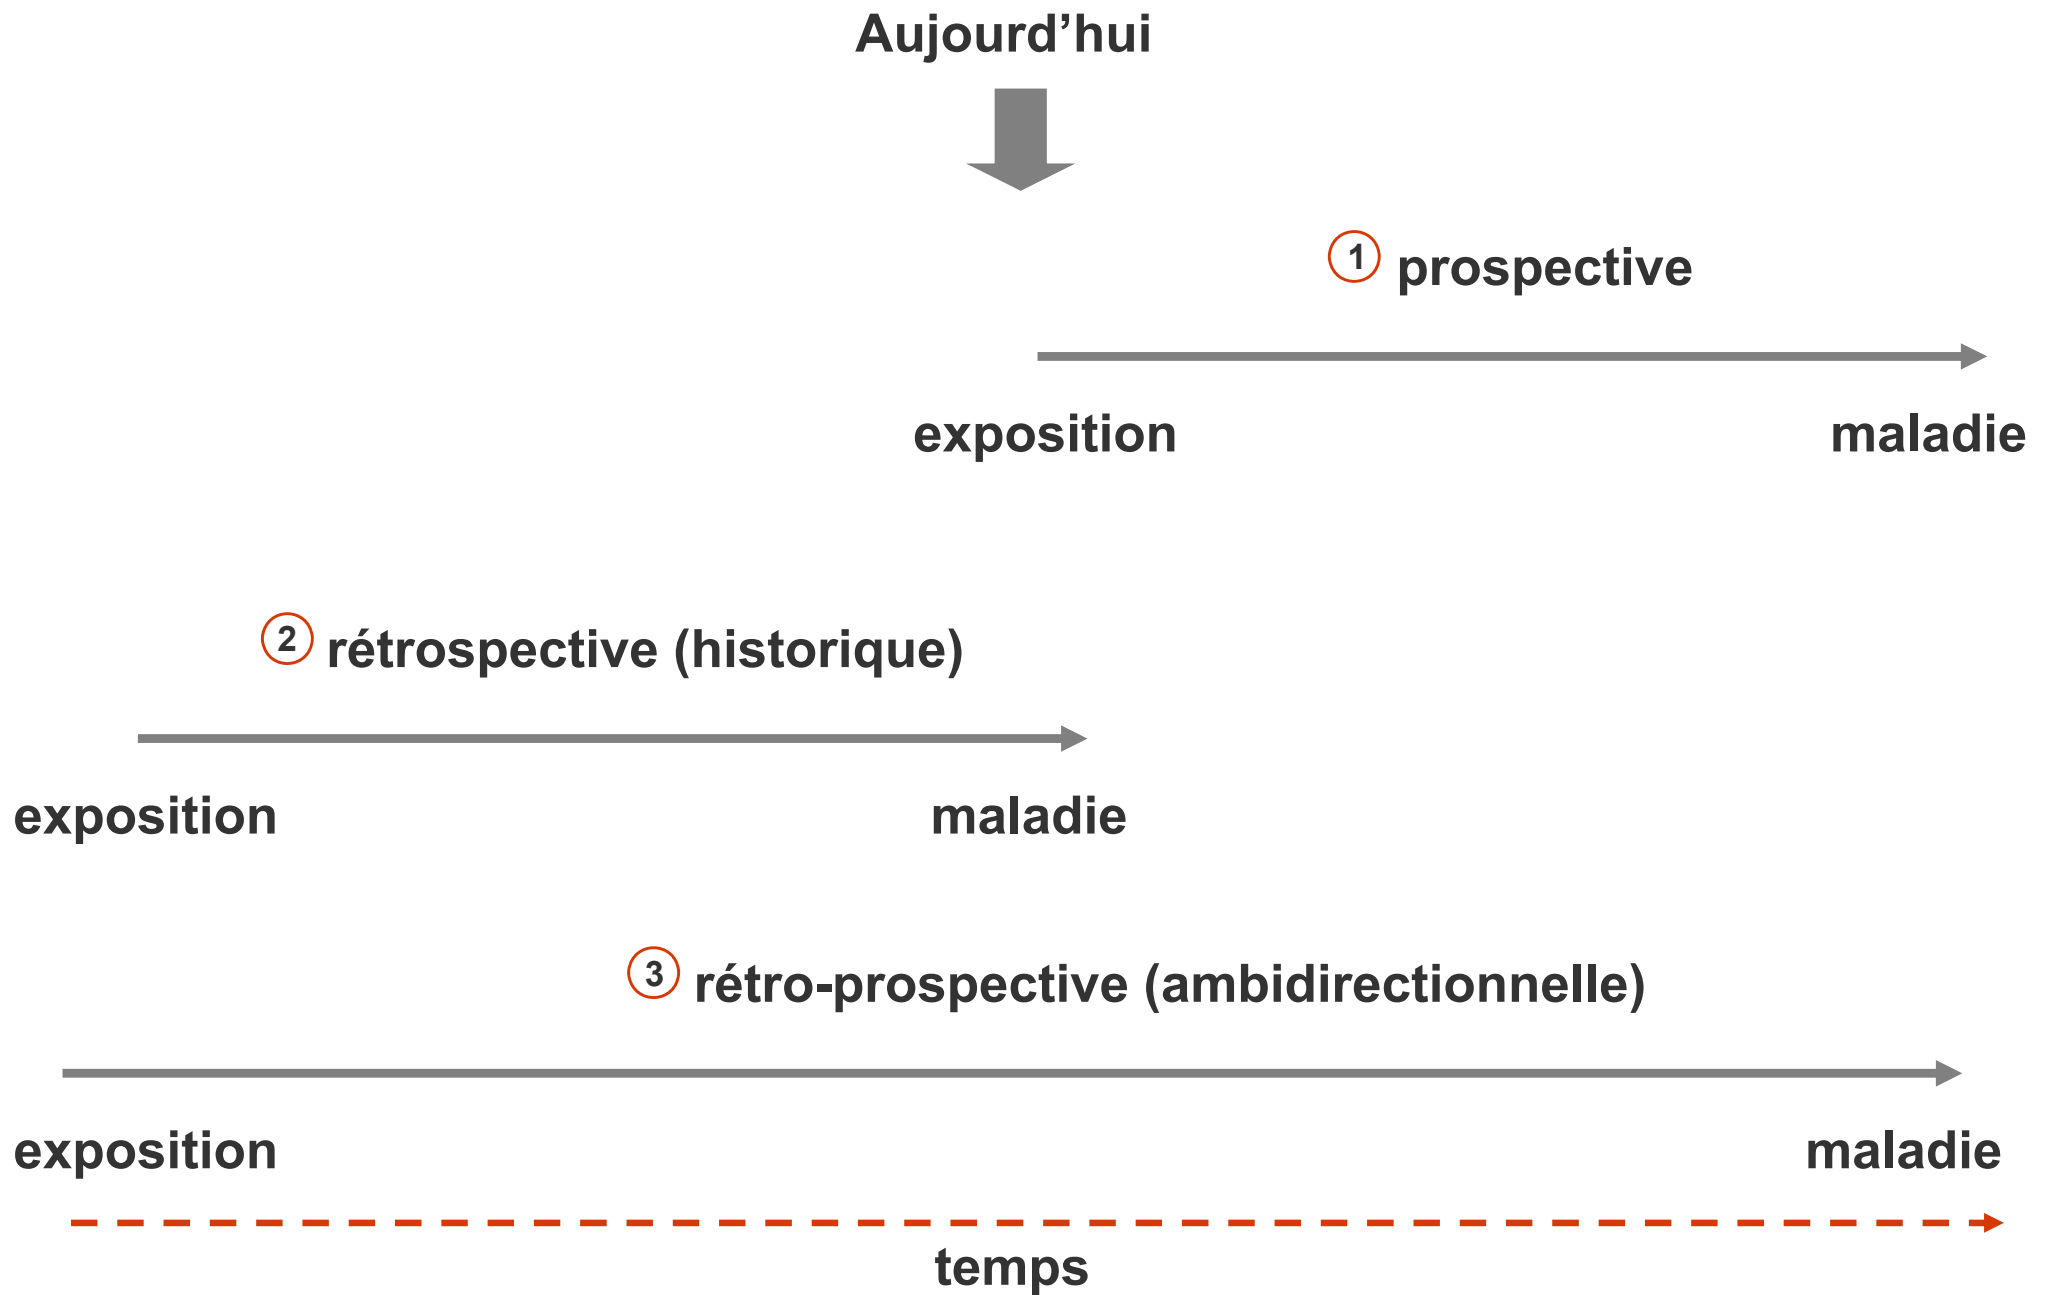 Aujourd’hui
1 prospective
exposition maladie
2 rétrospective (historique)
exposition maladie
3 rétro-prospective (ambidirectionnelle)
exposition maladie
temps